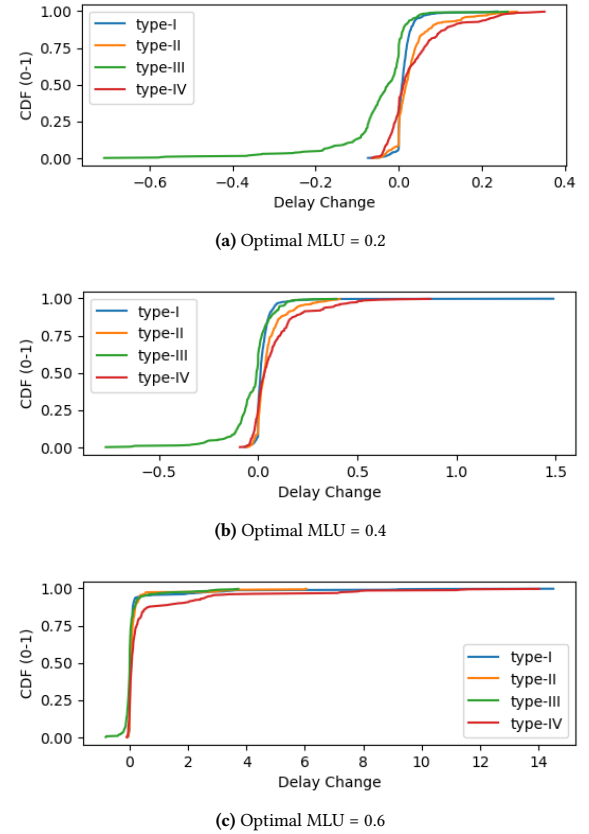 1.00
0.75
0.50
0.25
0.00
CDF (0-1)
type-I
type-II
type-III
type-IV
−0.6 −0.4 −0.2 0.0 0.2 0.4
Delay Change
(a) Optimal MLU = 0.2
1.00
0.75
0.50
0.25
0.00
CDF (0-1)
type-I
type-II
type-III
type-IV
−0.5 0.0 0.5 1.0 1.5
Delay Change
(b) Optimal MLU = 0.4
1.00
0.75
0.50
0.25
0.00
CDF (0-1)
type-I
type-II
type-III
type-IV
0 2 4 6 8 10 12 14
Delay Change
(c) Optimal MLU = 0.6